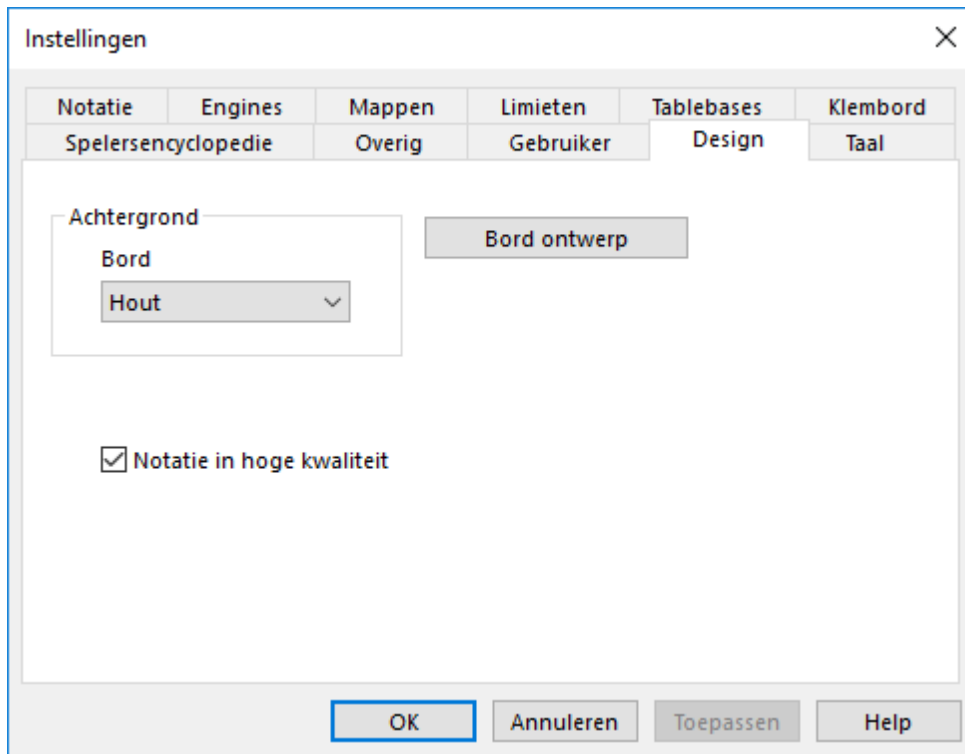 Instellingen
Notatie Engines Mappen Limieten Tablebases Klembord
Spelersencyclopedie Overig Gebruiker Design Taal
Achtergrond
Bord ontwerp
Bord
Hout
Notatie in hoge kwaliteit
OK Annuleren Toepassen Help